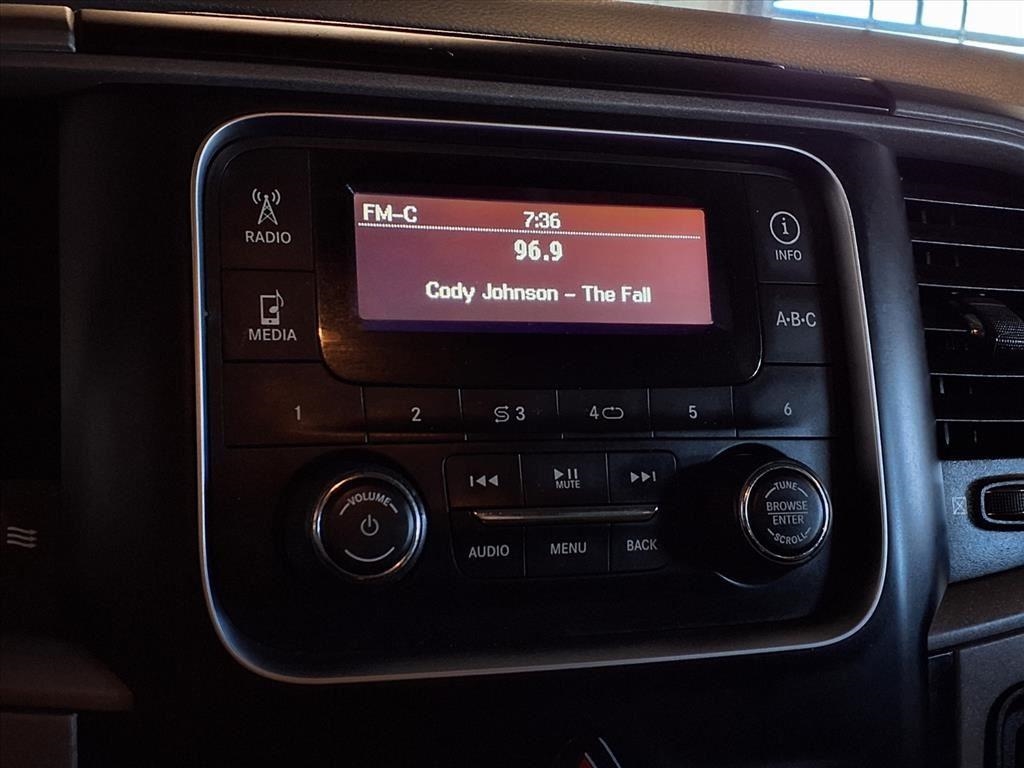 FM-C 7:36
96.9
Cody Johnson - The Fall
RADIO
MEDIA
INFO
A·B·C
1 2 3 4 5 6
VOLUME
MUTE
AUDIO MENU BACK
TUNE
BROWSE
ENTER
SCROLL